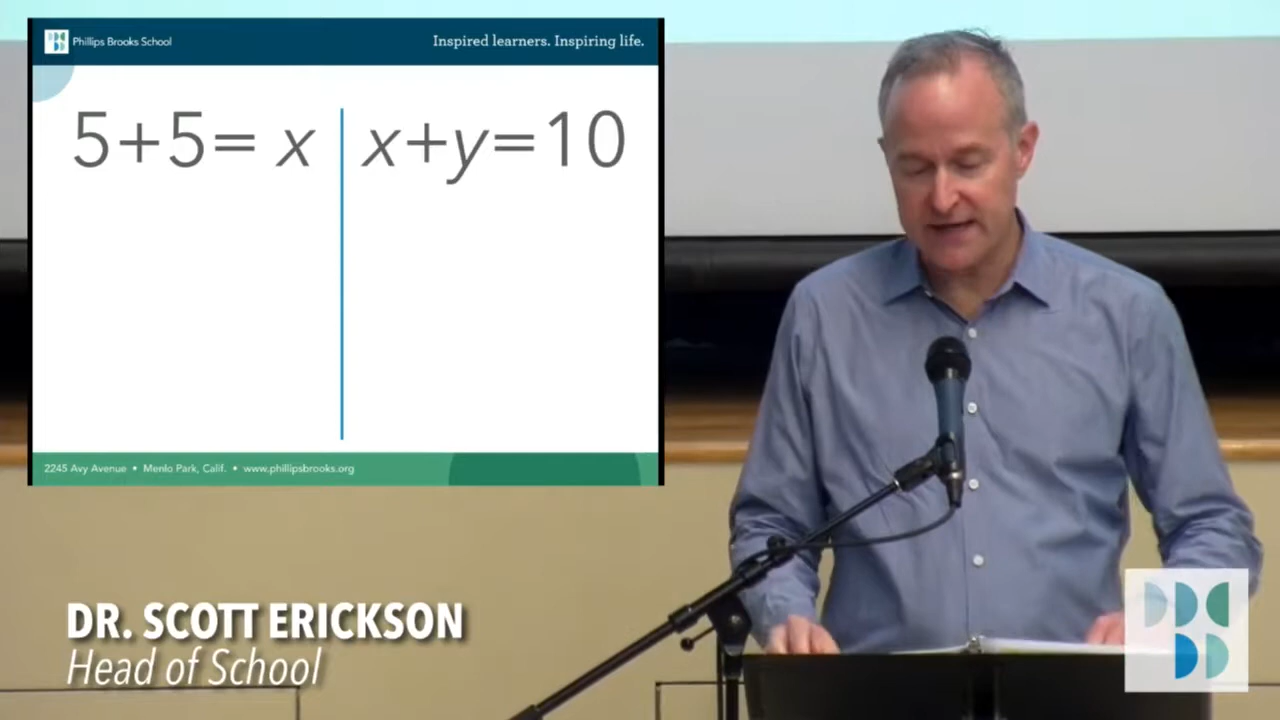 Phillips Brooks School
Inspired learners. Inspiring life.
5+5= x
x+y=10
2245 Avy Avenue • Menlo Park, Calif. • www.phillipsbrooks.org
DR. SCOTT ERICKSON
Head of School